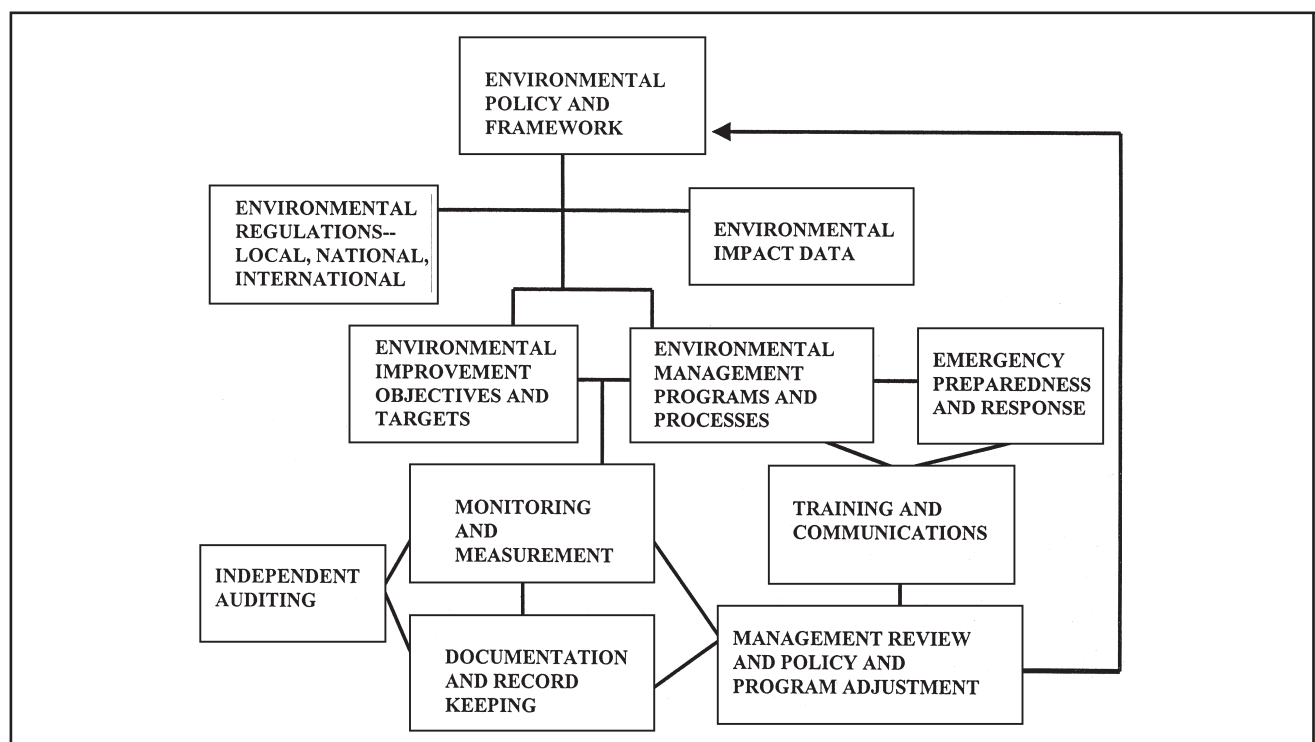 ENVIRONMENTAL
POLICY AND
FRAMEWORK
ENVIRONMENTAL
REGULATIONS--
LOCAL, NATIONAL,
INTERNATIONAL
ENVIRONMENTAL
IMPACT DATA
ENVIRONMENTAL
IMPROVEMENT
OBJECTIVES AND
TARGETS
ENVIRONMENTAL
MANAGEMENT
PROGRAMS AND
PROCESSES
EMERGENCY
PREPAREDNESS
AND RESPONSE
MONITORING
AND
MEASUREMENT
TRAINING AND
COMMUNICATIONS
INDEPENDENT
AUDITING
DOCUMENTATION
AND RECORD
KEEPING
MANAGEMENT REVIEW
AND POLICY AND
PROGRAM ADJUSTMENT